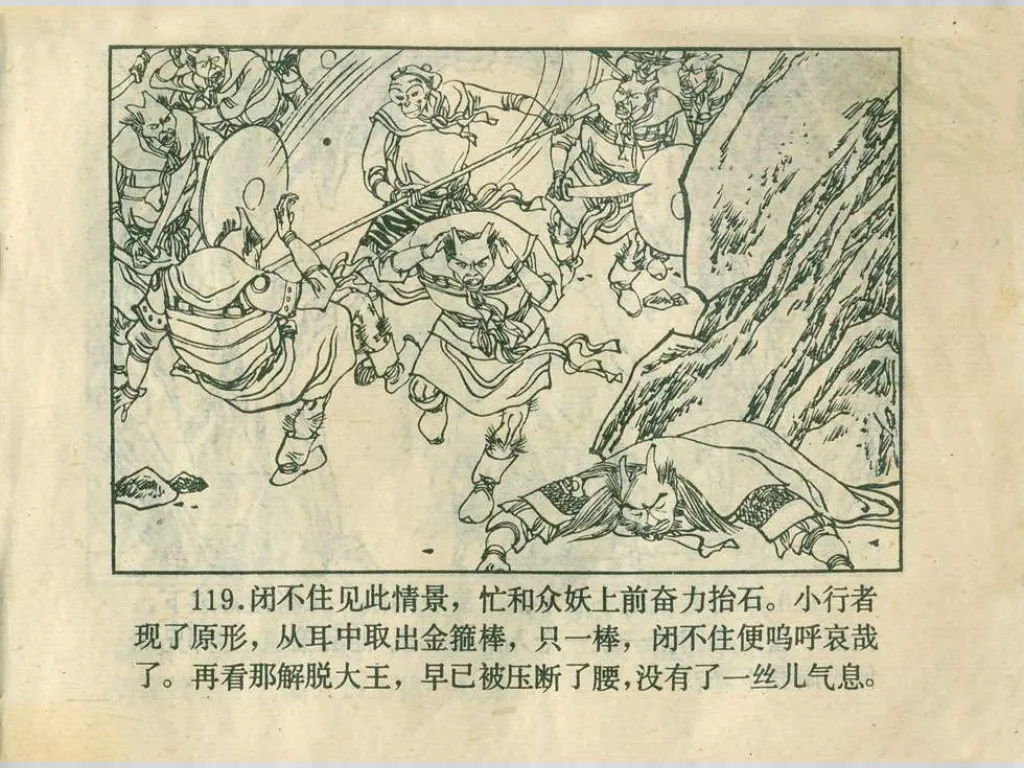 119.闭不住见此情景，忙和众妖上前奋力抬石。小行者
现了原形，从耳中取出金箍棒，只一棒，闭不住便呜呼哀哉
了。再看那解脱大王，早已被压断了腰，没有了一丝儿气息。